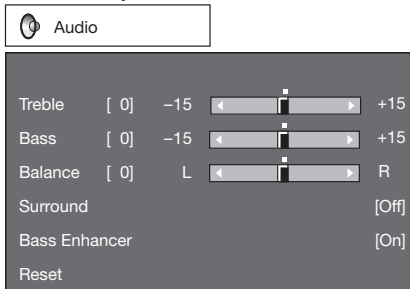 Audio
Treble [ 0] −15 +15
Bass [ 0] −15 +15
Balance [ 0] L R
Surround [Off]
Bass Enhancer [On]
Reset